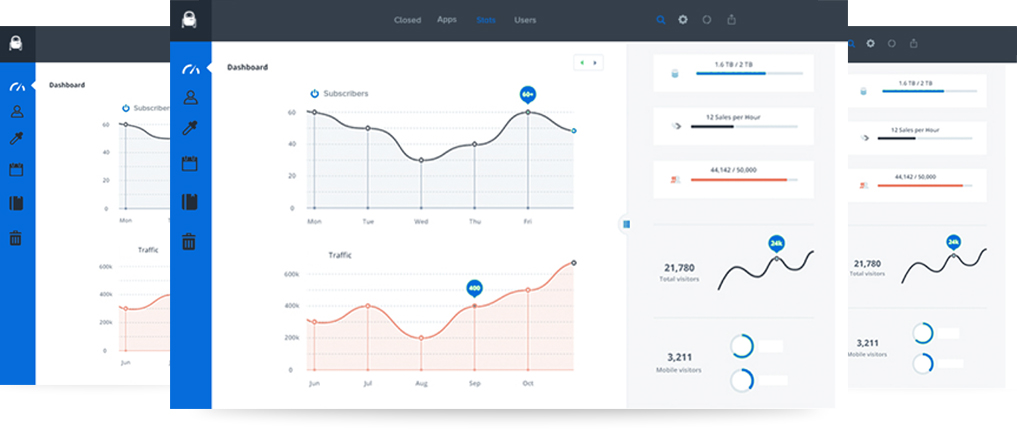 Closed Apps Stats Users
Dashboard
Subscribers
60+
60
40
20
0
Mon Tue Wed Thu Fri
Traffic
400
600k
400k
200k
0
Jun Jul Aug Sep Oct
1.6 TB / 2 TB
12 Sales per Hour
44,142 / 50,000
24k
21,780
Total visitors
3,211
Mobile visitors
Dashboard
Subscribers
60
40
20
0
Mon
Traffic
600k
400k
200k
0
Jun
1.6 TB / 2 TB
12 Sales per Hour
44,142 / 50,000
24k
21,780
Total visitors
3,211
Mobile visitors